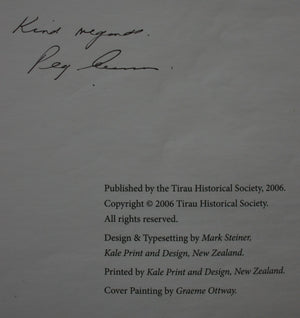 Kind regards.
Peg
Published by the Tirau Historical Society, 2006.
Copyright © 2006 Tirau Historical Society.
All rights reserved.
Design & Typesetting by Mark Steiner,
Kale Print and Design, New Zealand.
Printed by Kale Print and Design, New Zealand.
Cover Painting by Graeme Ottway.